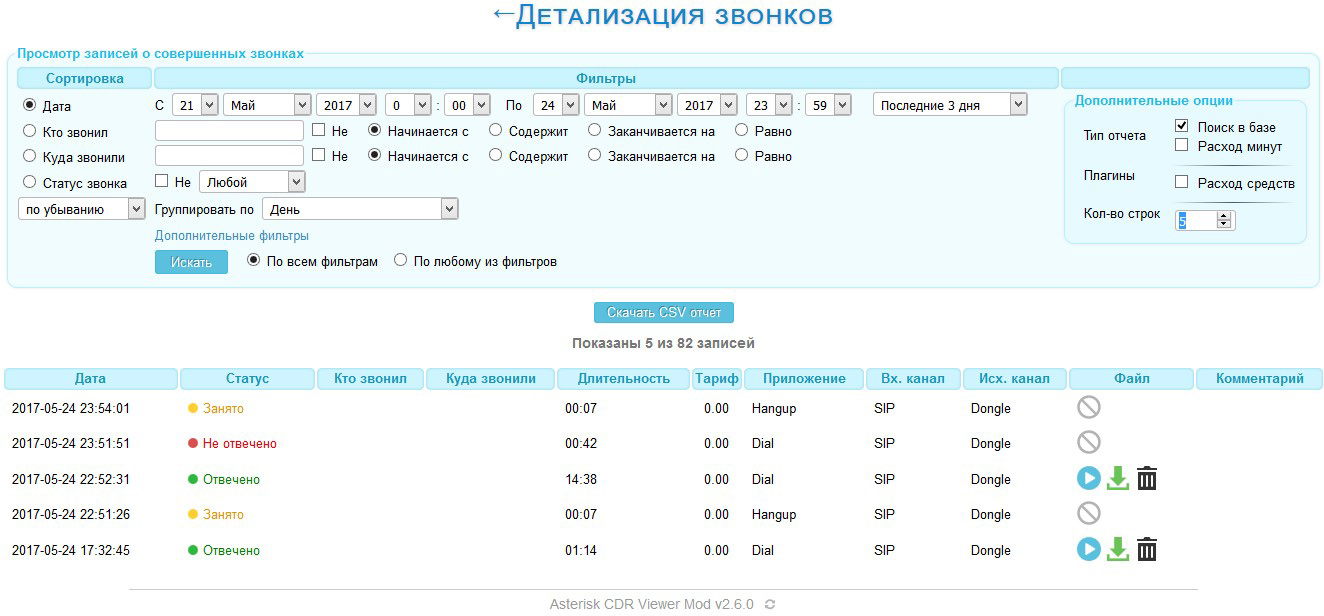 ←Детализация звонков
Просмотр записей о совершенных звонках
Сортировка Фильтры
Дата С 21 Май 2017 0 : 00 По 24 Май 2017 23 : 59 Последние 3 дня
Кто звонил Не Начинается с Содержит Заканчивается на Равно
Куда звонили Не Начинается с Содержит Заканчивается на Равно
Статус звонка Не Любой
по убыванию Группировать по День
Дополнительные фильтры
Искать По всем фильтрам По любому из фильтров
Дополнительные опции
Тип отчета Поиск в базе
Расход минут
Плагины Расход средств
Кол-во строк 5
Скачать CSV отчет
Показаны 5 из 82 записей
Дата Статус Кто звонил Куда звонили Длительность Тариф Приложение Вх. канал Исх. канал Файл Комментарий
2017-05-24 23:54:01 Занято 00:07 0.00 Hangup SIP Dongle
2017-05-24 23:51:51 Не отвечено 00:42 0.00 Dial SIP Dongle
2017-05-24 22:52:31 Отвечено 14:38 0.00 Dial SIP Dongle
2017-05-24 22:51:26 Занято 00:07 0.00 Hangup SIP Dongle
2017-05-24 17:32:45 Отвечено 01:14 0.00 Dial SIP Dongle
Asterisk CDR Viewer Mod v2.6.0